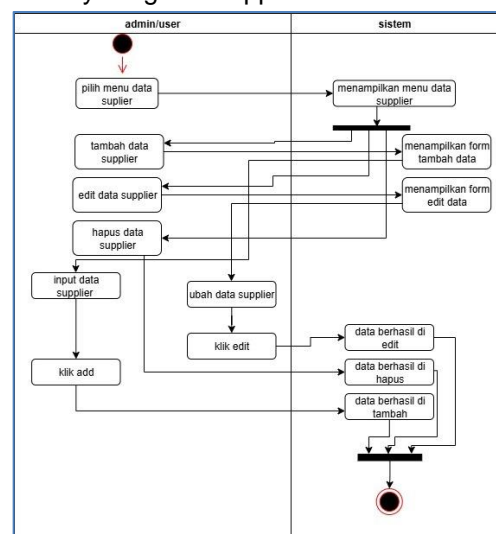 admin/user
sistem
pilih menu data
suplier
menampilkan menu data
supplier
tambah data
supplier
menampilkan form
tambah data
edit data supplier
menampilkan form
edit data
hapus data
supplier
input data
supplier
ubah data supplier
klik edit
data berhasil di
edit
klik add
data berhasil di
hapus
data berhasil di
tambah